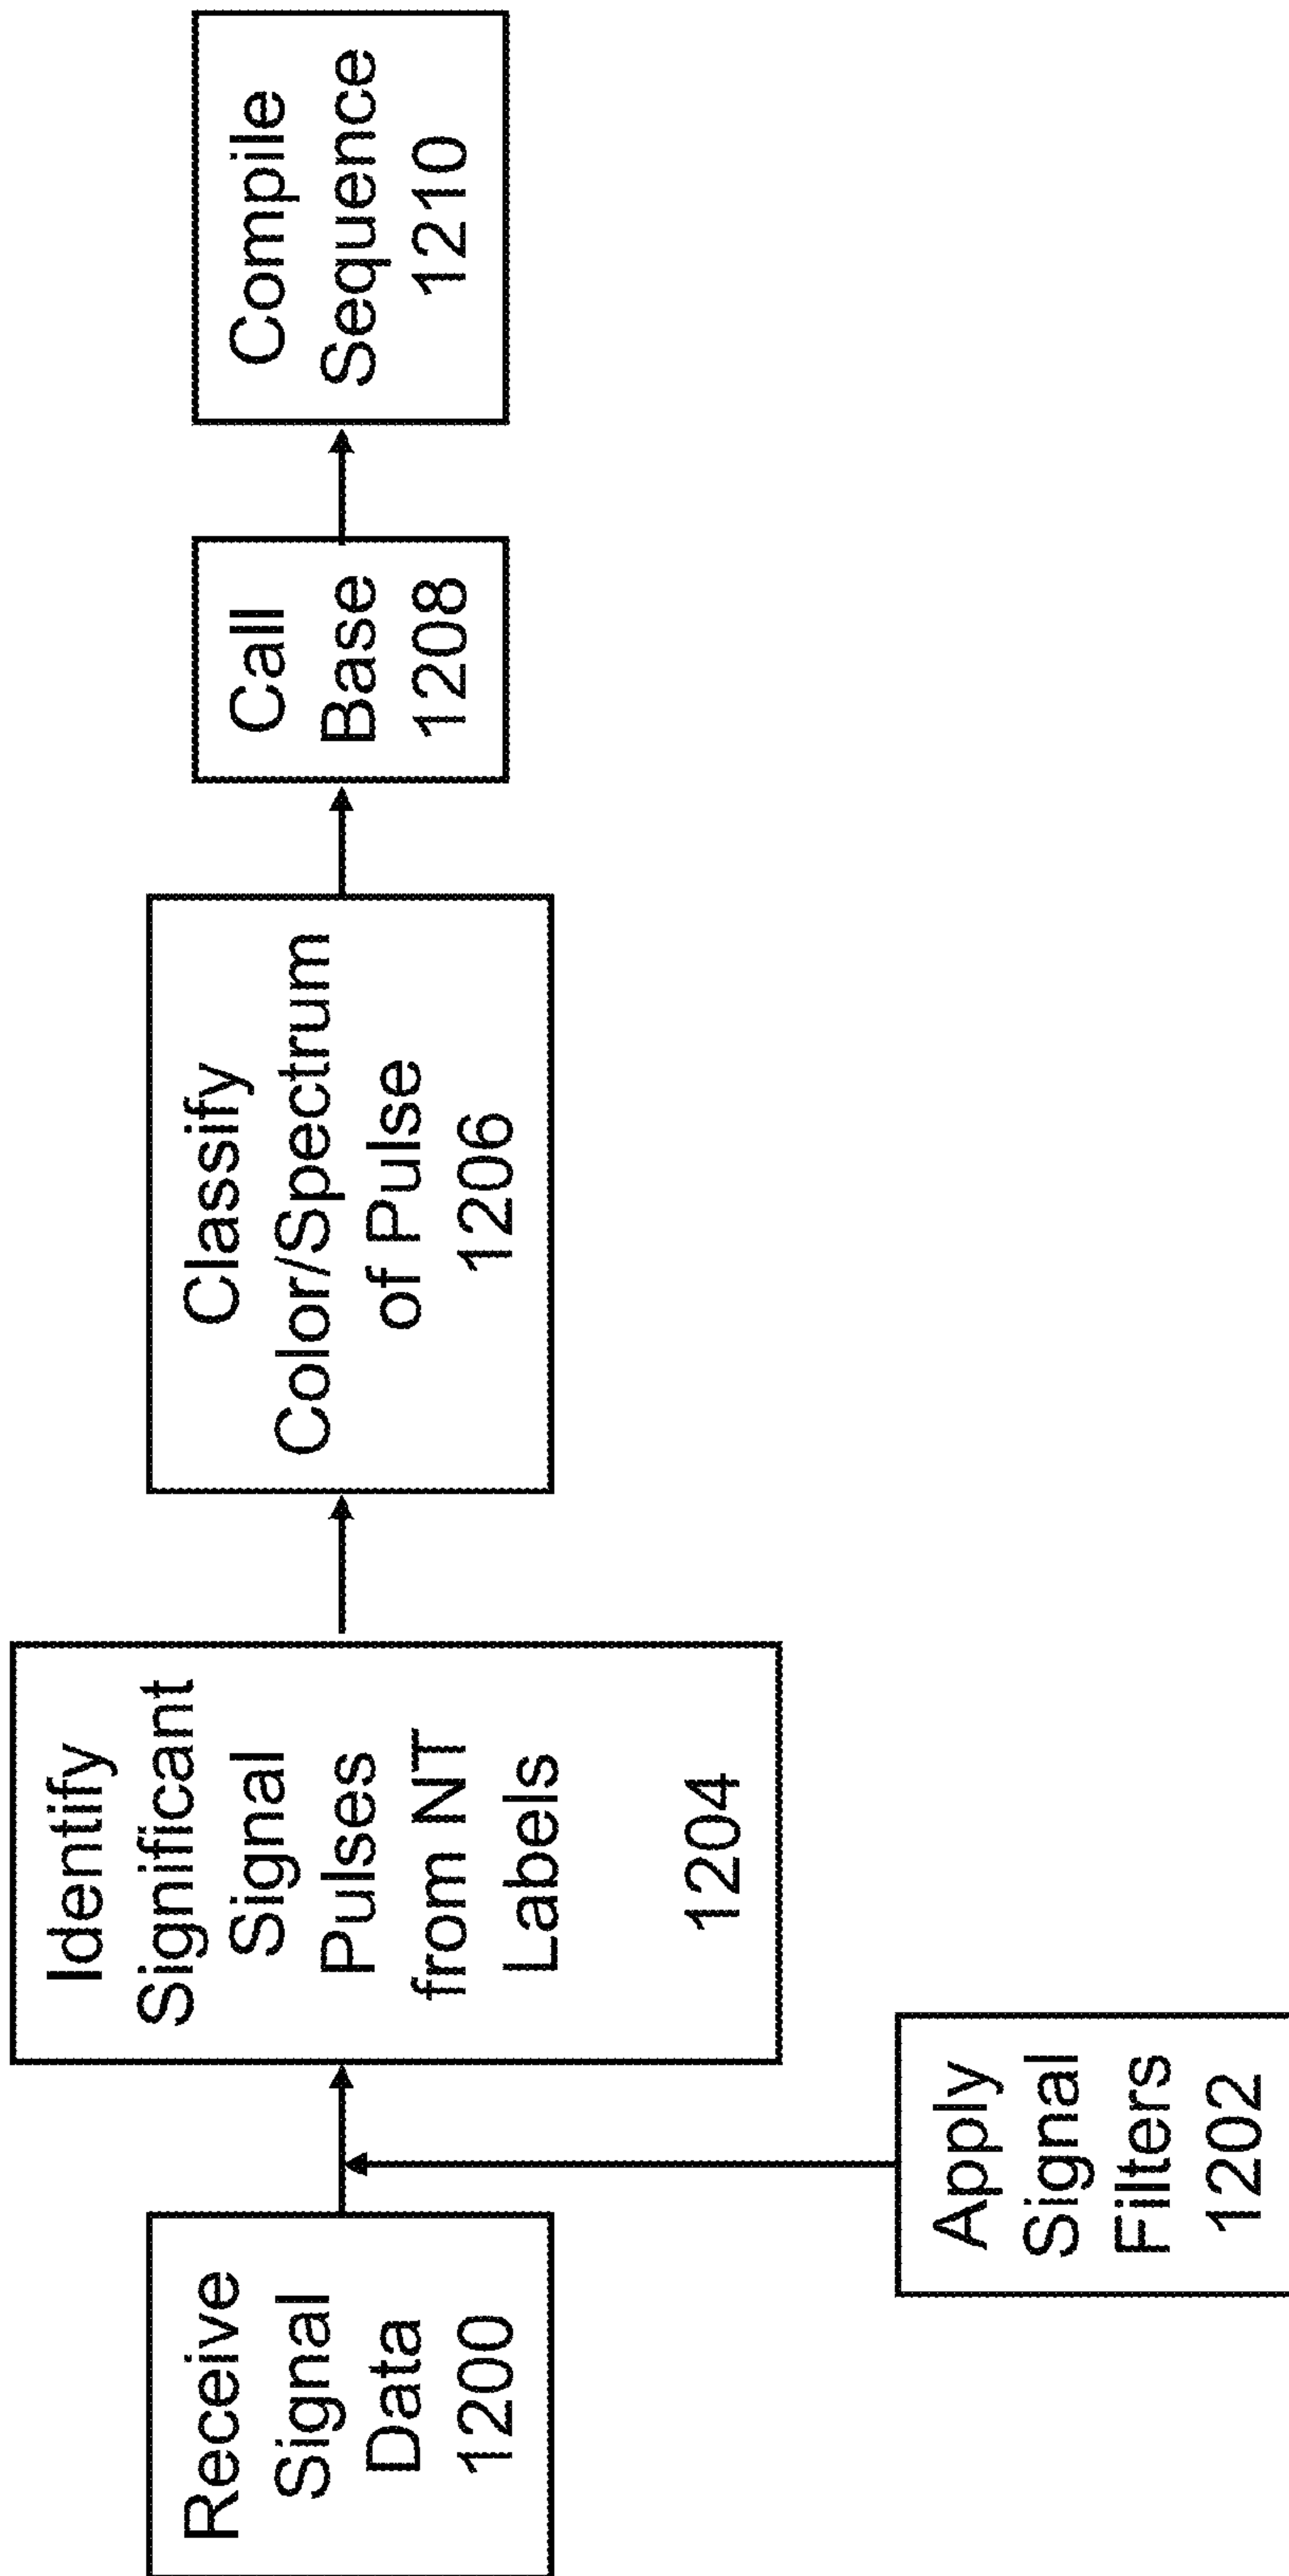 Receive
Signal
Data
1200
Apply
Signal
Filters
1202
Identify
Significant
Signal
Pulses
from NT
Labels
1204
Classify
Color/Spectrum
of Pulse
1206
Call
Base
1208
Compile
Sequence
1210